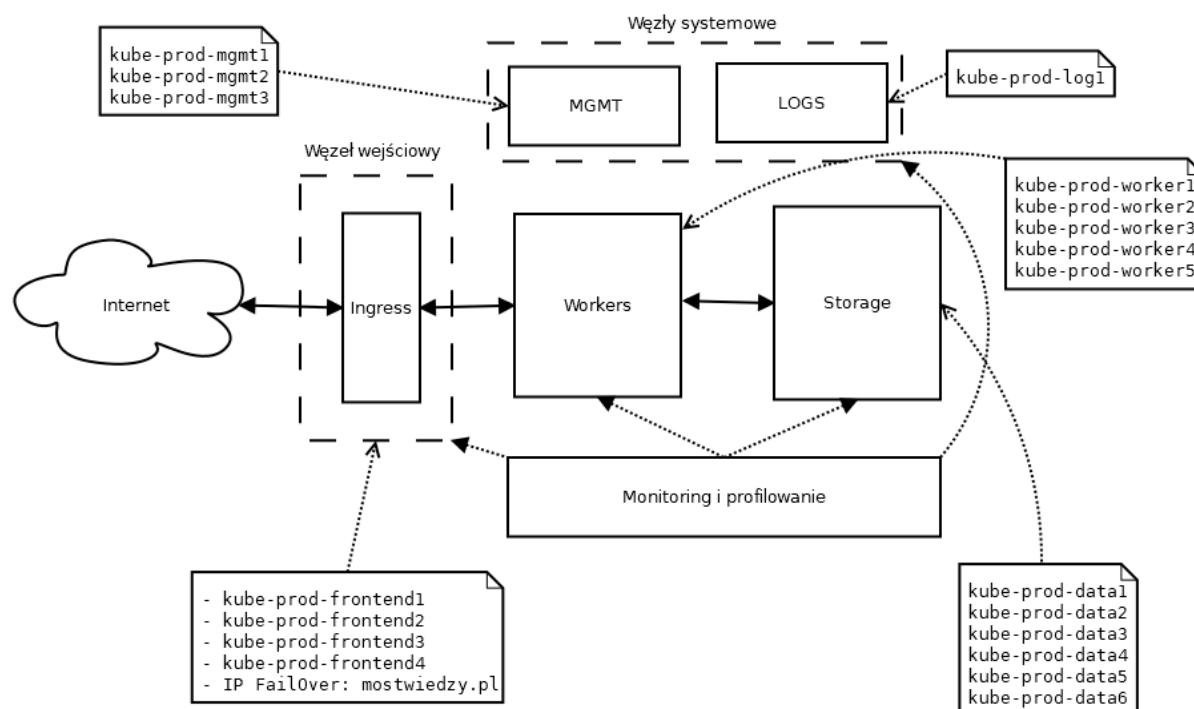 Węzły systemowe
kube-prod-mgmt1
kube-prod-mgmt2
kube-prod-mgmt3
MGMT
LOGS
kube-prod-log1
Węzeł wejściowy
kube-prod-worker1
kube-prod-worker2
kube-prod-worker3
kube-prod-worker4
kube-prod-worker5
Internet
Ingress
Workers
Storage
Monitoring i profilowanie
- kube-prod-frontend1
- kube-prod-frontend2
- kube-prod-frontend3
- kube-prod-frontend4
- IP FailOver: mostwiedzy.pl
kube-prod-data1
kube-prod-data2
kube-prod-data3
kube-prod-data4
kube-prod-data5
kube-prod-data6